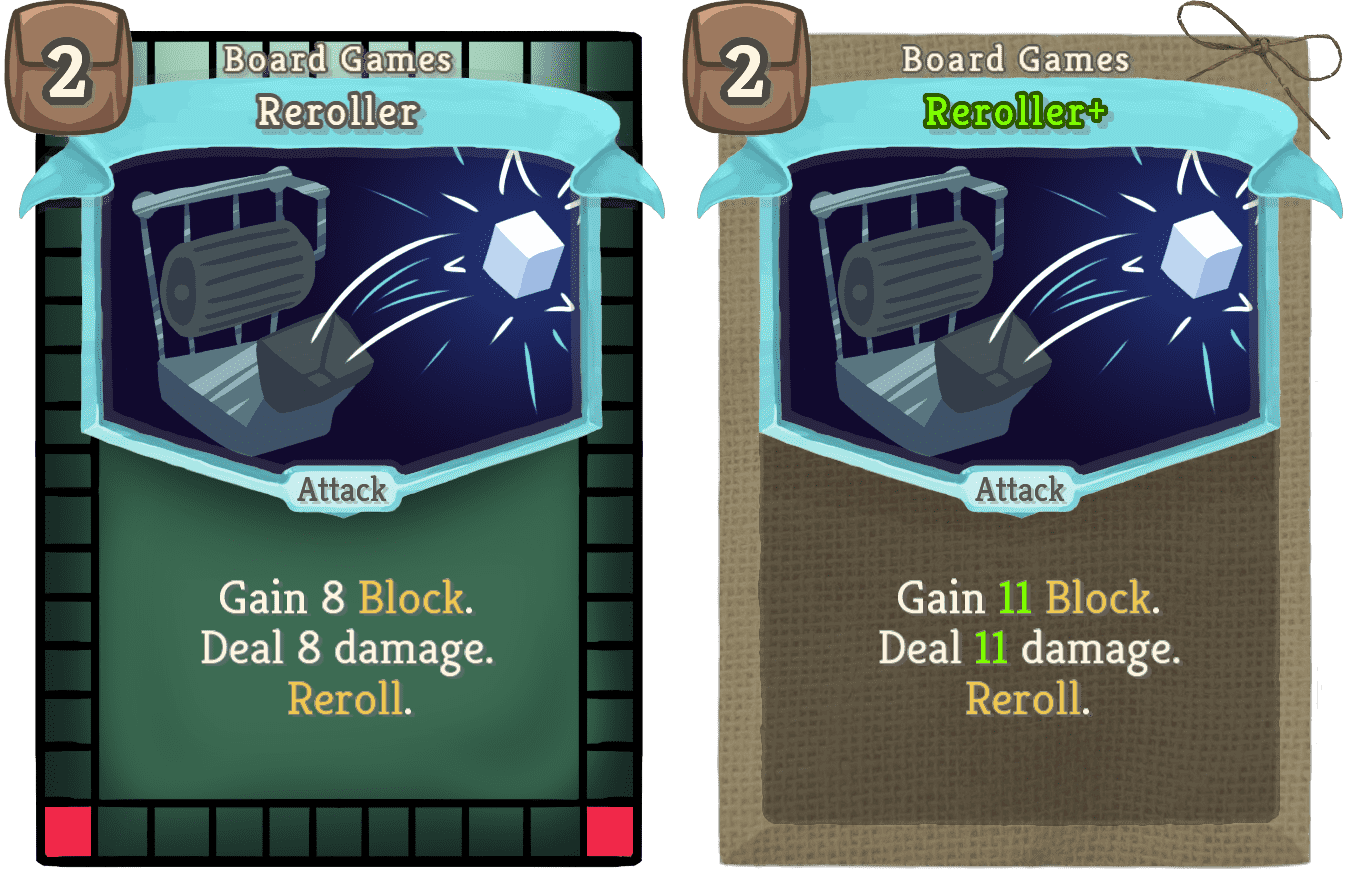 2
Board Games
Reroller
Attack
Gain 8 Block.
Deal 8 damage.
Reroll.
2
Board Games
Reroller+
Attack
Gain 11 Block.
Deal 11 damage.
Reroll.